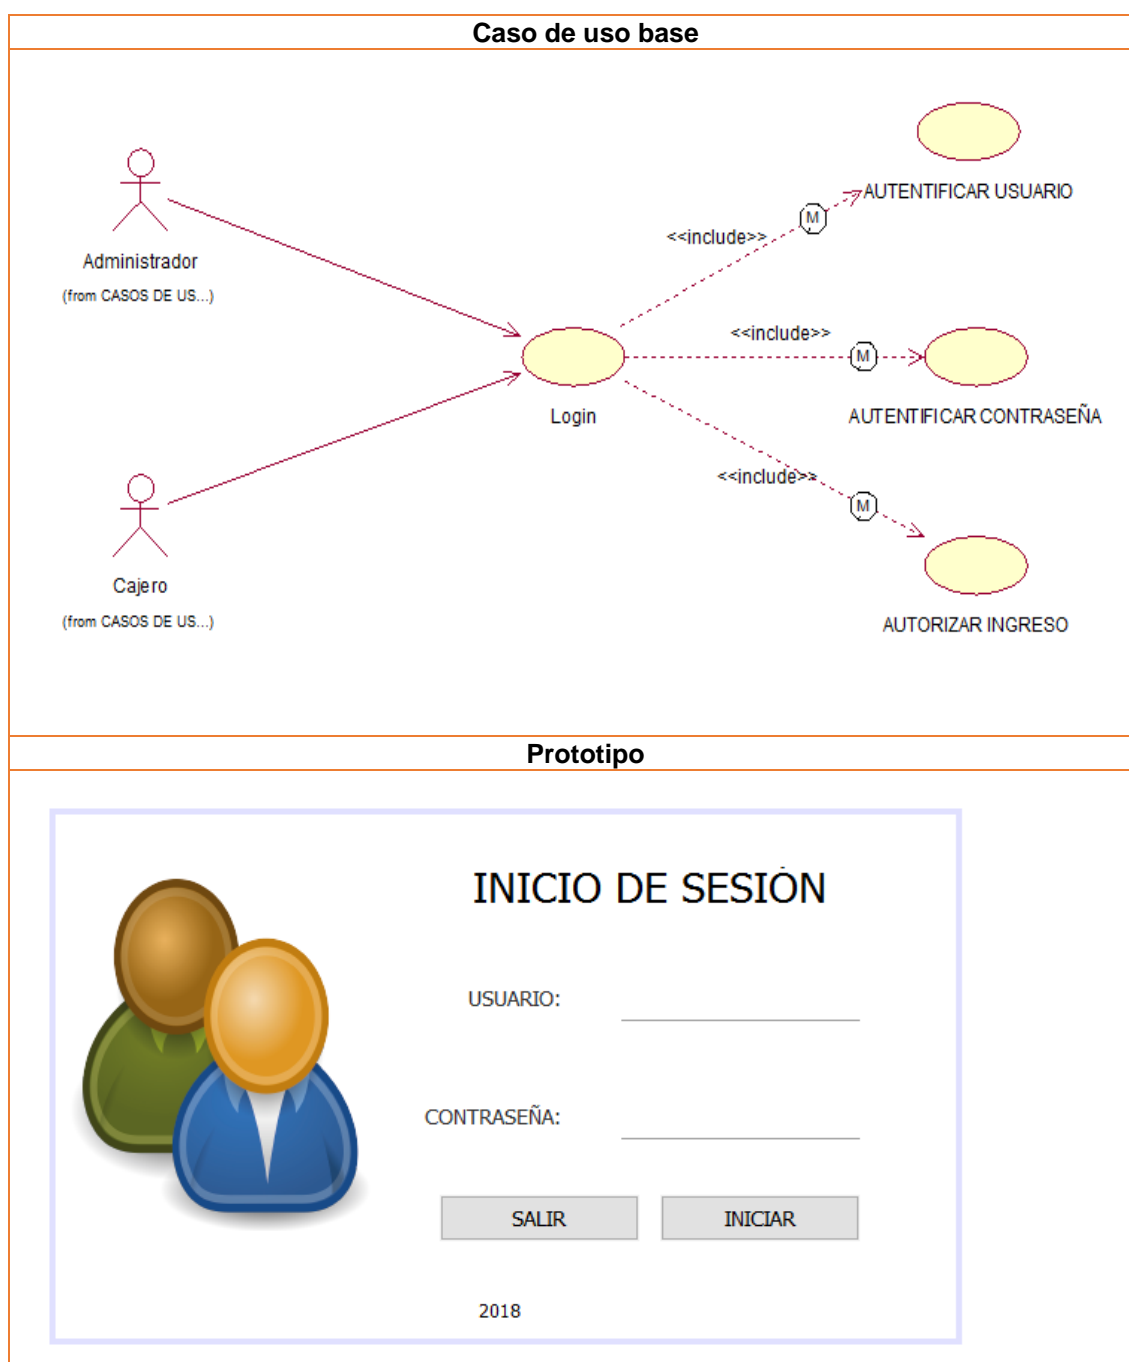 Caso de uso base
AUTENTIFICAR USUARIO
M
<<include>>
Administrador
(from CASOS DE US...)
<<include>>
M
Login
AUTENTIFICAR CONTRASEÑA
<<include>>
M
Cajero
(from CASOS DE US...)
AUTORIZAR INGRESO
Prototipo
INICIO DE SESIÓN
USUARIO:
CONTRASEÑA:
SALIR
INICIAR
2018